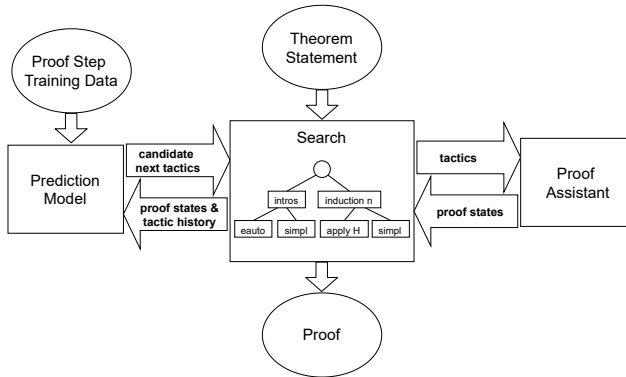 Proof Step
Training Data
Theorem
Statement
Search
candidate
next tactics
tactics
Prediction
Model
Proof
Assistant
intros
induction n
proof states &
tactic history
proof states
eauto
simpl
apply H
simpl
Proof